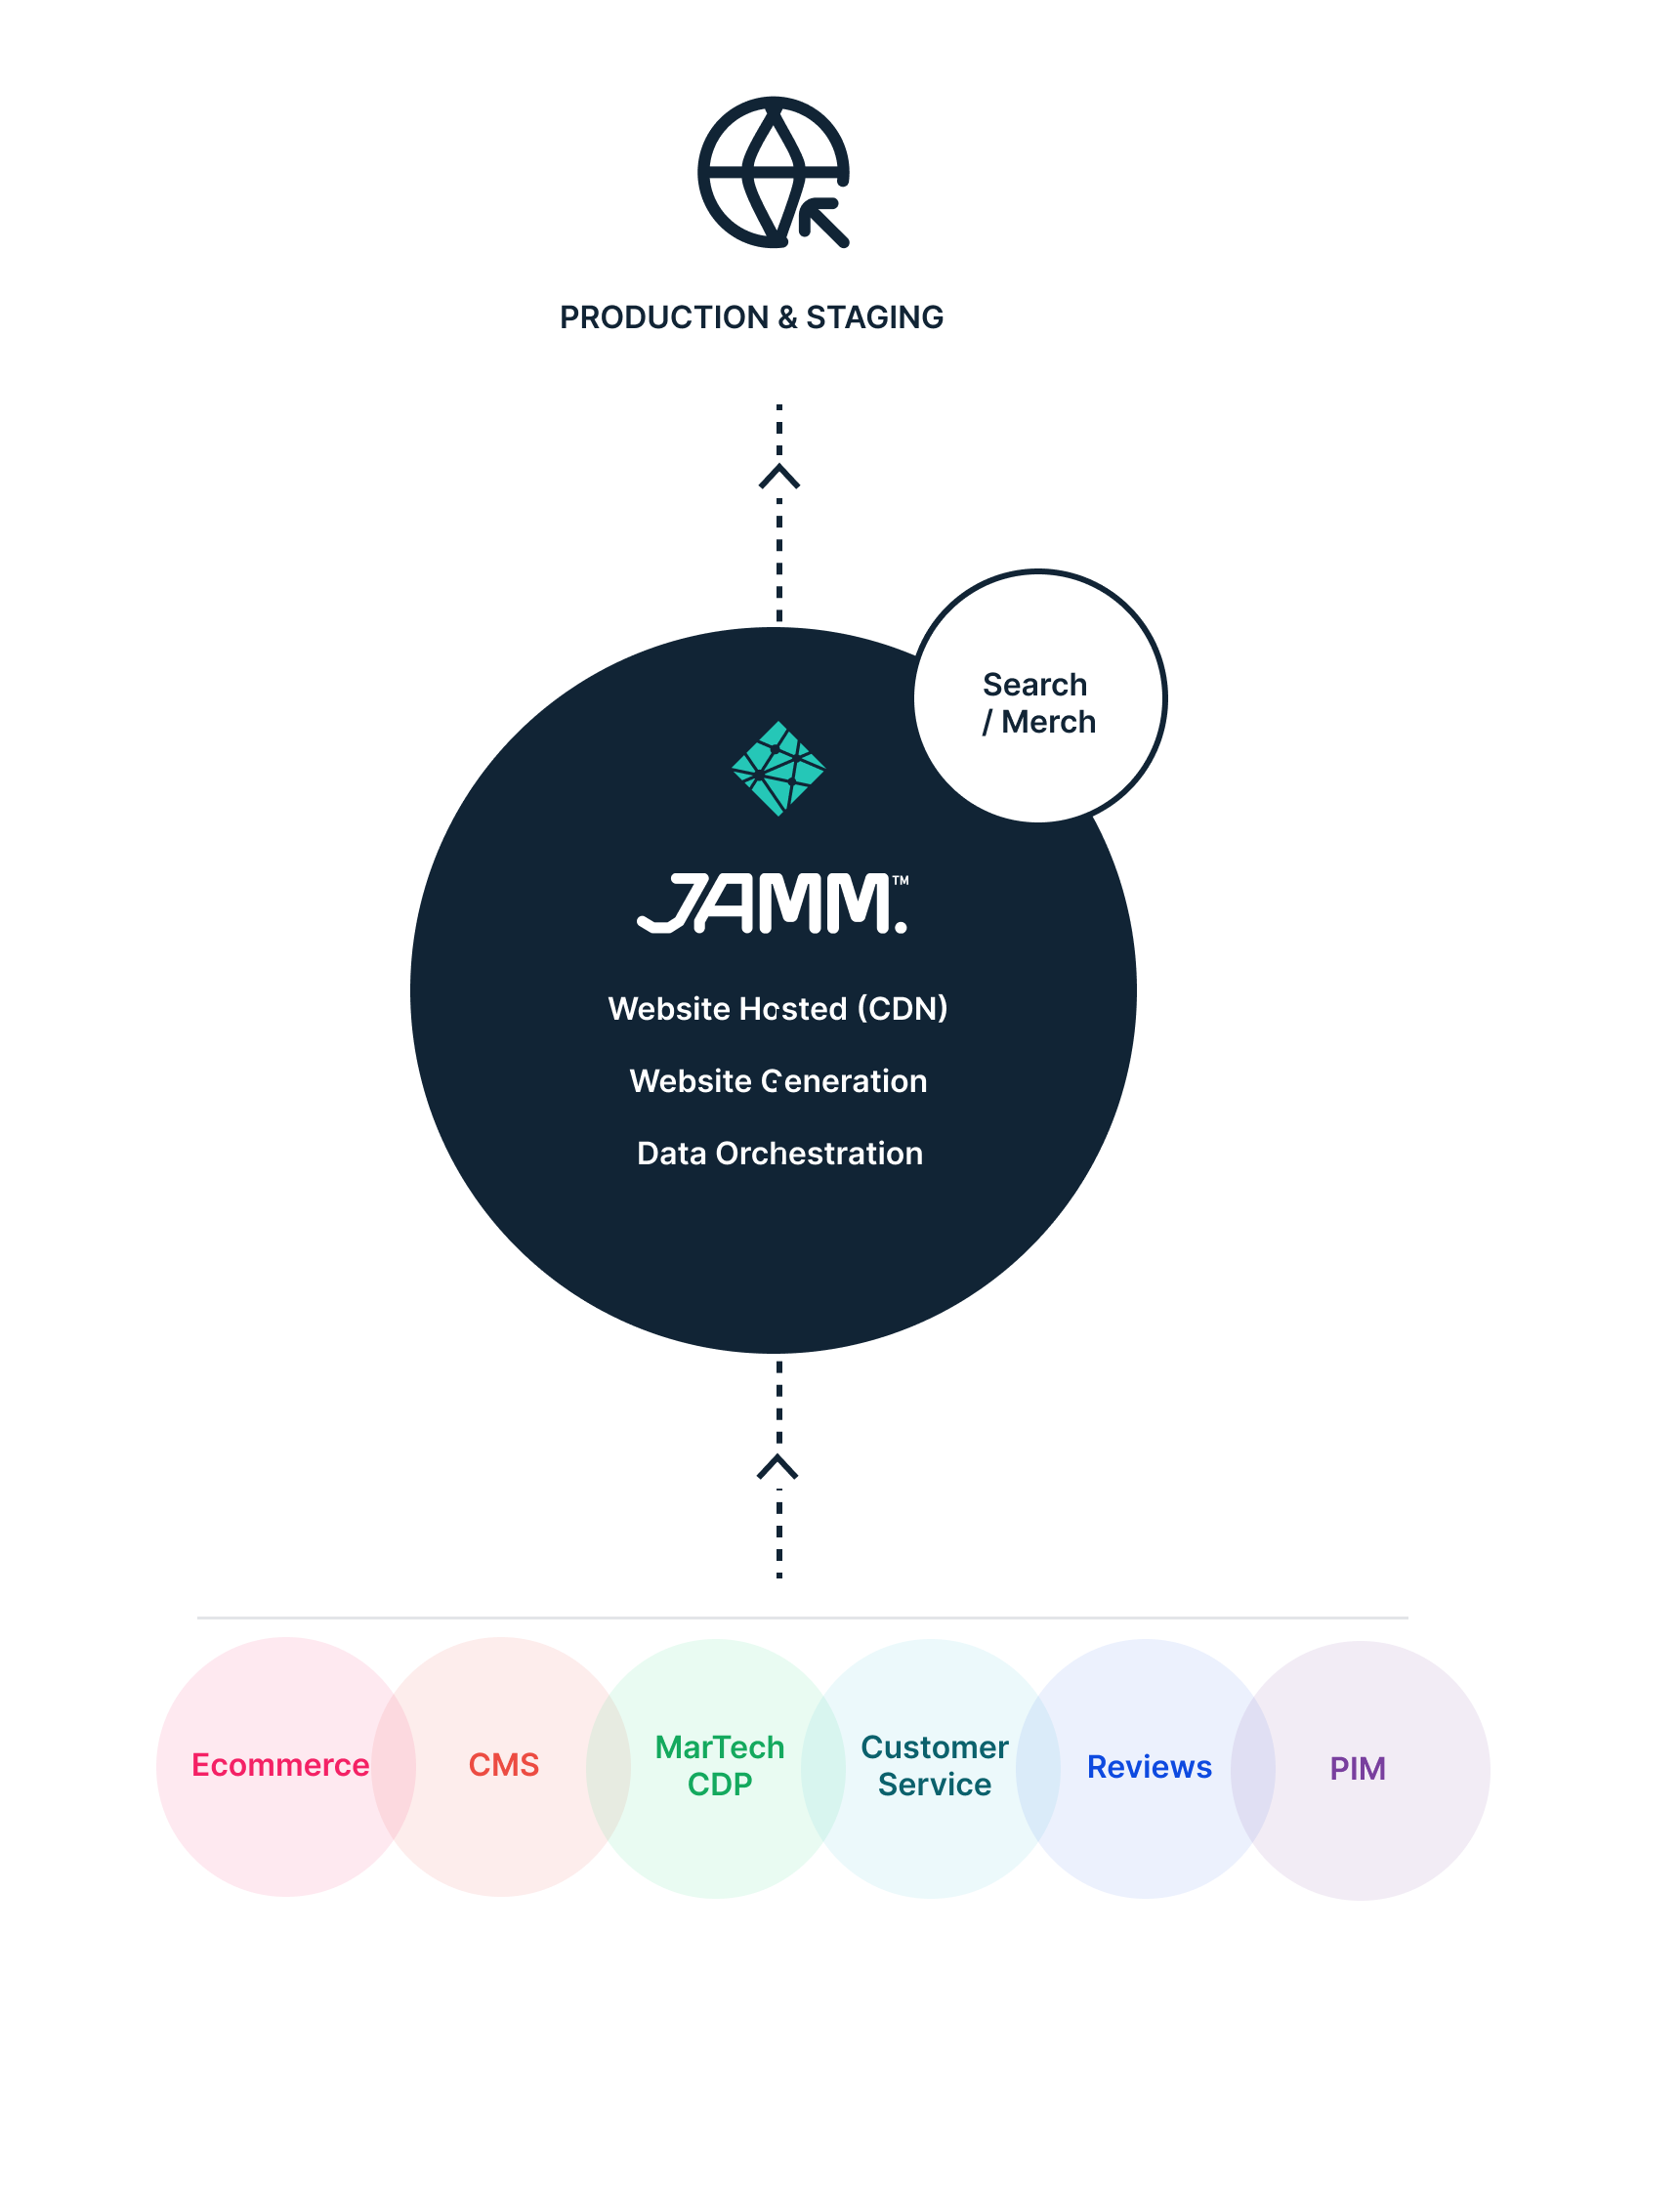 PRODUCTION & STAGING
Search
/ Merch
JAMM.™
Website Hosted (CDN)
Website Generation
Data Orchestration
Ecommerce
CMS
MarTech
CDP
Customer
Service
Reviews
PIM